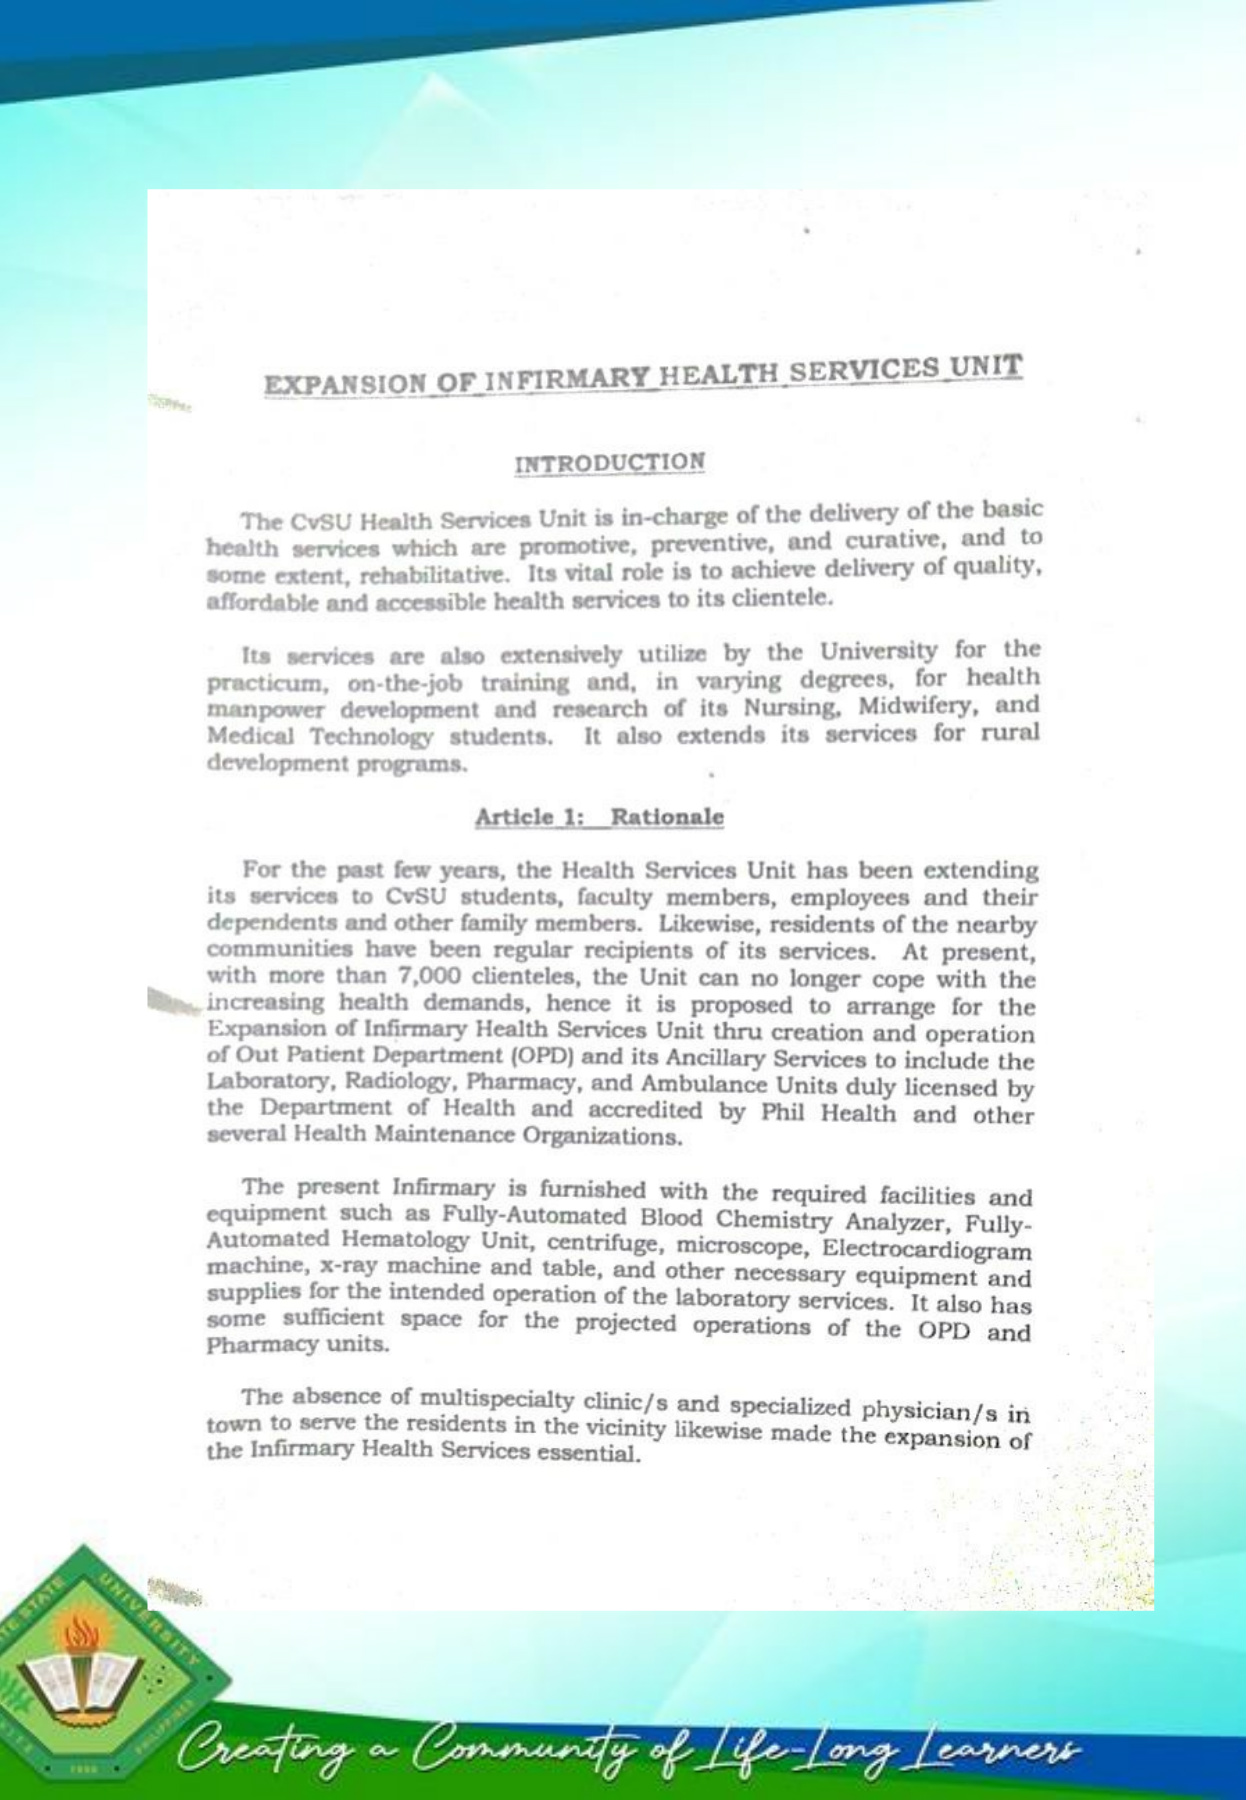 EXPANSION OF INFIRMARY HEALTH SERVICES UNIT
INTRODUCTION
The CvSU Health Services Unit is in-charge of the delivery of the basic
health services which are promotive, preventive, and curative, and to
some extent, rehabilitative. Its vital role is to achieve delivery of quality,
affordable and accessible health services to its clientele.
Its services are also extensively utilize by the University for the
practicum, on-the-job training and, in varying degrees, for health
manpower development and research of its Nursing, Midwifery, and
Medical Technology students. It also extends its services for rural
development programs.
Article 1: Rationale
For the past few years, the Health Services Unit has been extending
its services to CvSU students, faculty members, employees and their
dependents and other family members. Likewise, residents of the nearby
communities have been regular recipients of its services. At present,
with more than 7,000 clienteles, the Unit can no longer cope with the
increasing health demands, hence it is proposed to arrange for the
Expansion of Infirmary Health Services Unit thru creation and operation
of Out Patient Department (OPD) and its Ancillary Services to include the
Laboratory, Radiology, Pharmacy, and Ambulance Units duly licensed by
the Department of Health and accredited by Phil Health and other
several Health Maintenance Organizations.
The present Infirmary is furnished with the required facilities and
equipment such as Fully-Automated Blood Chemistry Analyzer, Fully-
Automated Hematology Unit, centrifuge, microscope, Electrocardiogram
machine, x-ray machine and table, and other necessary equipment and
supplies for the intended operation of the laboratory services. It also has
some sufficient space for the projected operations of the OPD and
Pharmacy units.
The absence of multispecialty clinic/s and specialized physician/s in
town to serve the residents in the vicinity likewise made the expansion of
the Infirmary Health Services essential.
STATE UNIVERSITY
PHILIPPINES
1906
Creating a Community of Life-Long Learners